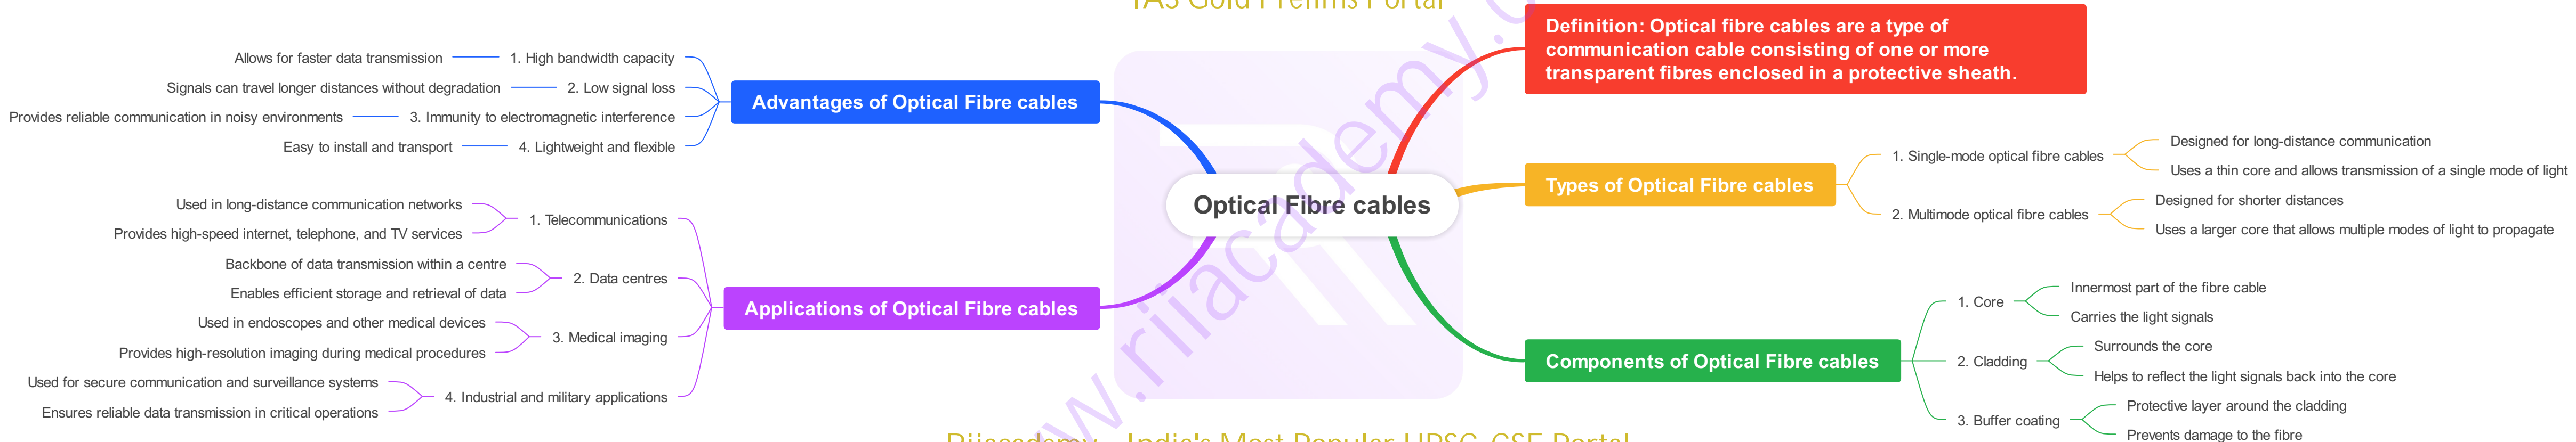 IAS Gold Prelims Portal
Optical Fibre cables
Definition: Optical fibre cables are a type of
communication cable consisting of one or more
transparent fibres enclosed in a protective sheath.
Types of Optical Fibre cables
1. Single-mode optical fibre cables
Designed for long-distance communication
Uses a thin core and allows transmission of a single mode of light
2. Multimode optical fibre cables
Designed for shorter distances
Uses a larger core that allows multiple modes of light to propagate
Components of Optical Fibre cables
1. Core
Innermost part of the fibre cable
Carries the light signals
2. Cladding
Surrounds the core
Helps to reflect the light signals back into the core
3. Buffer coating
Protective layer around the cladding
Prevents damage to the fibre
Advantages of Optical Fibre cables
1. High bandwidth capacity
Allows for faster data transmission
2. Low signal loss
Signals can travel longer distances without degradation
3. Immunity to electromagnetic interference
Provides reliable communication in noisy environments
4. Lightweight and flexible
Easy to install and transport
Applications of Optical Fibre cables
1. Telecommunications
Used in long-distance communication networks
Provides high-speed internet, telephone, and TV services
2. Data centres
Backbone of data transmission within a centre
Enables efficient storage and retrieval of data
3. Medical imaging
Used in endoscopes and other medical devices
Provides high-resolution imaging during medical procedures
4. Industrial and military applications
Used for secure communication and surveillance systems
Ensures reliable data transmission in critical operations
Rijacademy - India's Most Popular UPSC-CSE Portal